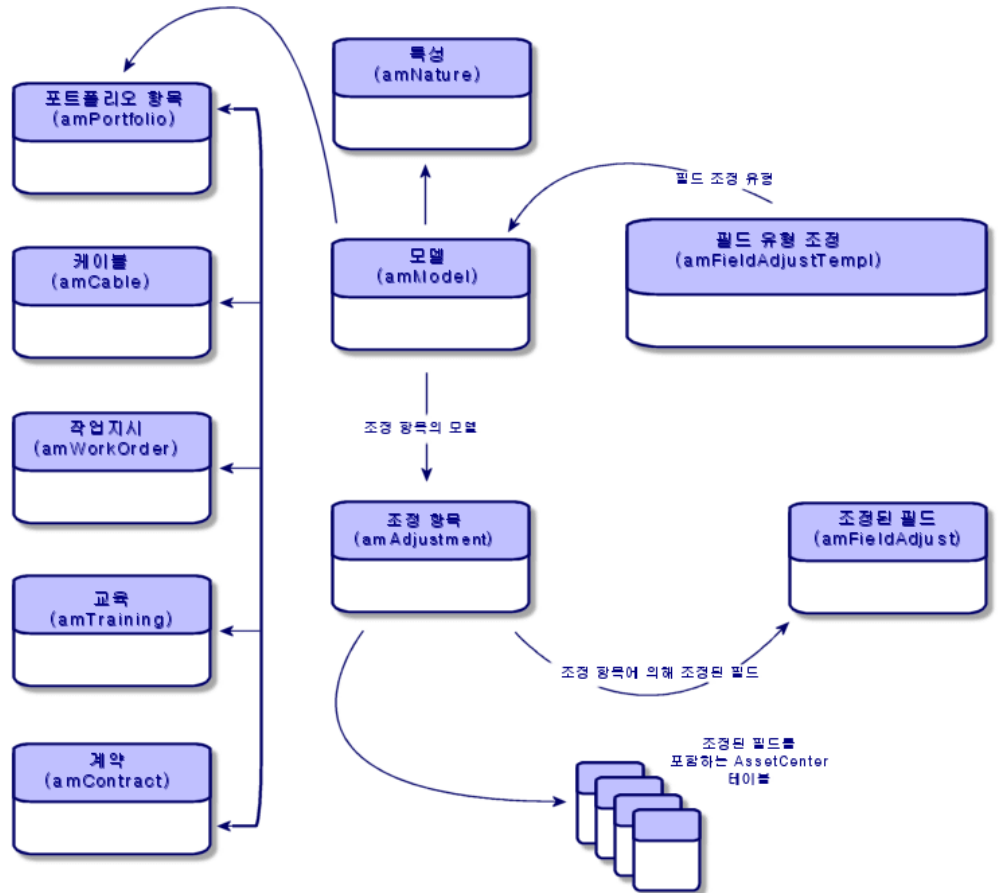 특성
(amNature)
포트폴리오 항목
(amPortfolio)
필드 조정 유형
필드 유형 조정
(amFieldAdjustTempl)
모델
(amModel)
케이블
(amCable)
작업지시
(amWorkOrder)
조정 항목의 모델
조정 항목
(amAdjustment)
조정된 필드
(amFieldAdjust)
교육
(amTraining)
조정 항목에 의해 조정된 필드
계약
(amContract)
조정된 필드를
포함하는 AssetCenter
테이블